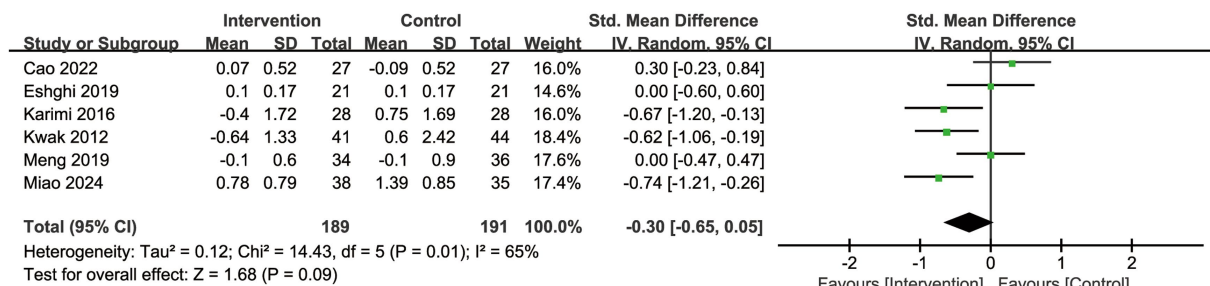 Intervention Control Std. Mean Difference Std. Mean Difference
Study or Subgroup Mean SD Total Mean SD Total Weight IV. Random. 95% CI IV. Random. 95% CI
Cao 2022 0.07 0.52 27 -0.09 0.52 27 16.0% 0.30 [-0.23, 0.84]
Eshghi 2019 0.1 0.17 21 0.1 0.17 21 14.6% 0.00 [-0.60, 0.60]
Karimi 2016 -0.4 1.72 28 0.75 1.69 28 16.0% -0.67 [-1.20, -0.13]
Kwak 2012 -0.64 1.33 41 0.6 2.42 44 18.4% -0.62 [-1.06, -0.19]
Meng 2019 -0.1 0.6 34 -0.1 0.9 36 17.6% 0.00 [-0.47, 0.47]
Miao 2024 0.78 0.79 38 1.39 0.85 35 17.4% -0.74 [-1.21, -0.26]
Total (95% CI) 189 191 100.0% -0.30 [-0.65, 0.05]
Heterogeneity: Tau² = 0.12; Chi² = 14.43, df = 5 (P = 0.01); I² = 65%
Test for overall effect: Z = 1.68 (P = 0.09)
-2 -1 0 1 2
Favours [Intervention] Favours [Control]